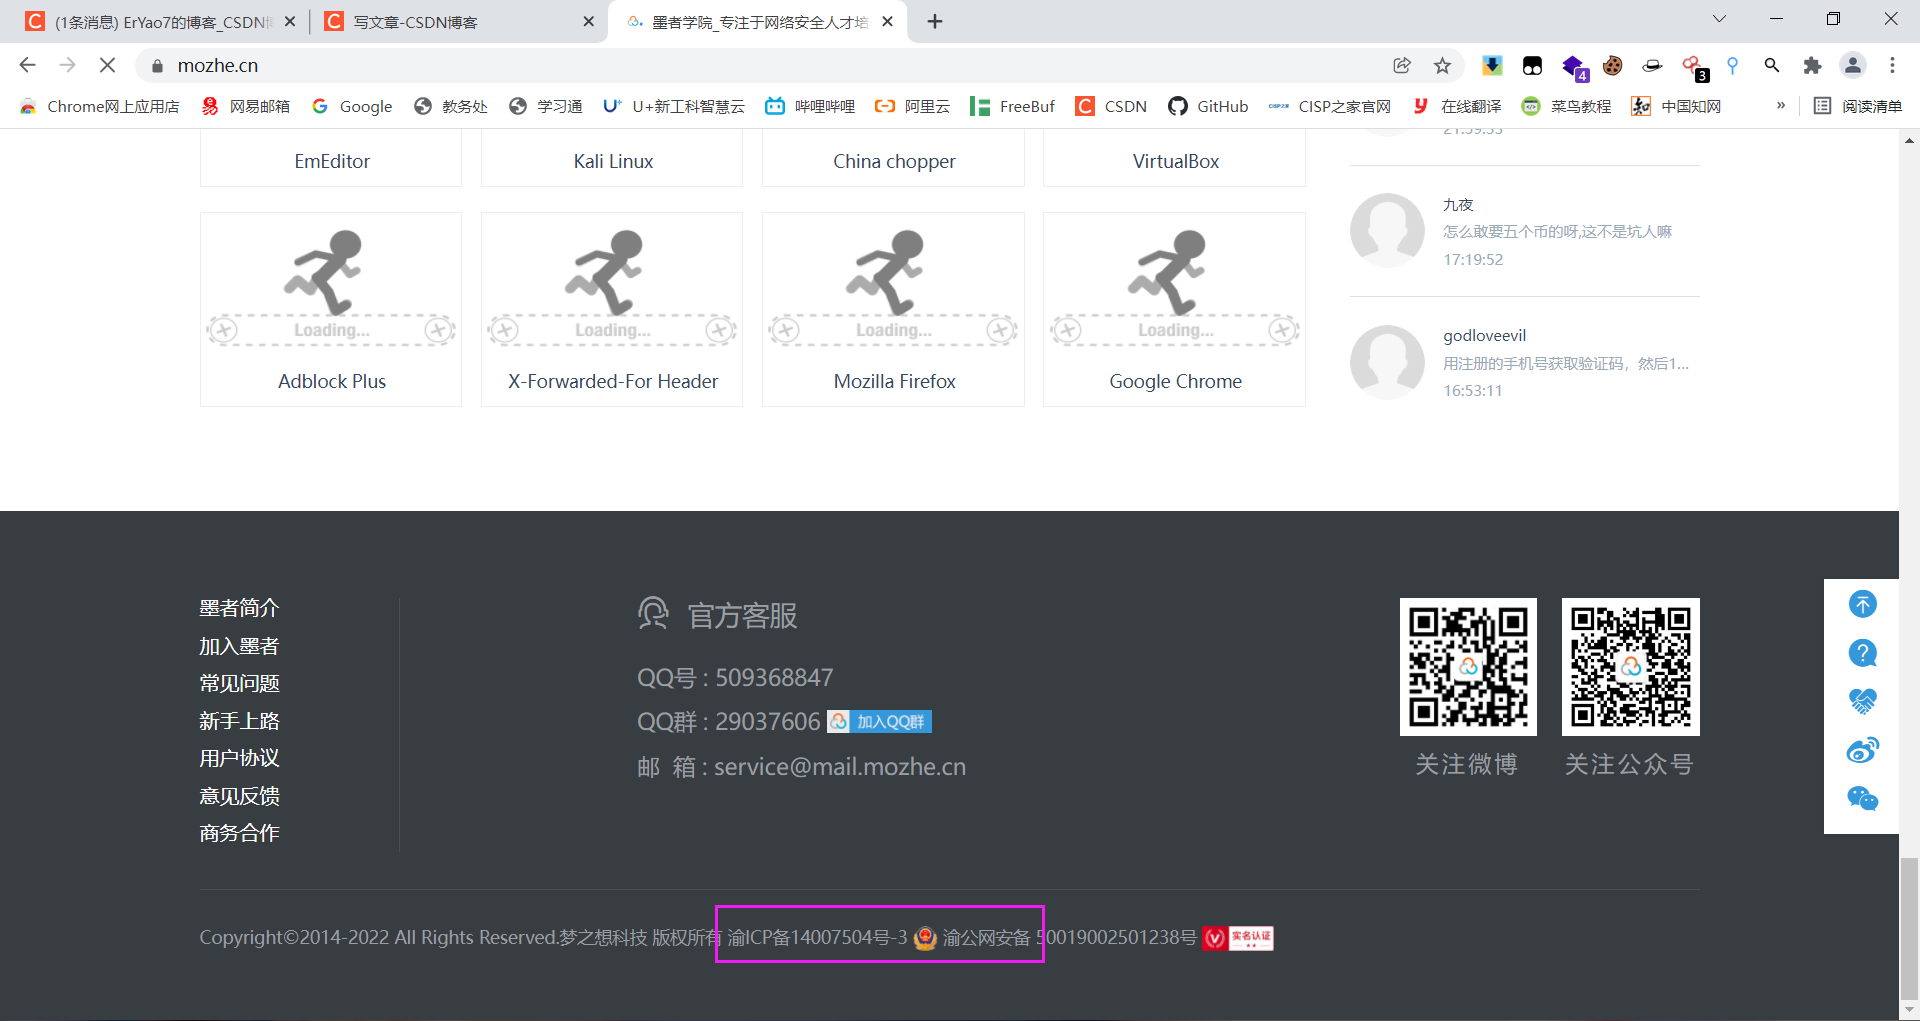 (1条消息) ErYao7的博客_CSDN博
写文章-CSDN博客
墨者学院_专注于网络安全人才培
mozhe.cn
4
3
Chrome网上应用店
网易邮箱
Google
教务处
学习通
U+新工科智慧云
哔哩哔哩
阿里云
FreeBuf
CSDN
GitHub
CISP之家官网
在线翻译
菜鸟教程
中国知网
»
阅读清单
21:59:53
EmEditor
Kali Linux
China chopper
VirtualBox
九夜
怎么敢要五个币的呀,这不是坑人嘛
17:19:52
Loading...
Loading...
Loading...
Loading...
godloveevil
用注册的手机号获取验证码，然后1...
16:53:11
Adblock Plus
X-Forwarded-For Header
Mozilla Firefox
Google Chrome
墨者简介
加入墨者
常见问题
新手上路
用户协议
意见反馈
商务合作
官方客服
QQ号 : 509368847
QQ群 : 29037606 加入QQ群
邮 箱 : service@mail.mozhe.cn
关注微博
关注公众号
Copyright©2014-2022 All Rights Reserved.梦之想科技 版权所有 渝ICP备14007504号-3 渝公网安备 50019002501238号 实名认证